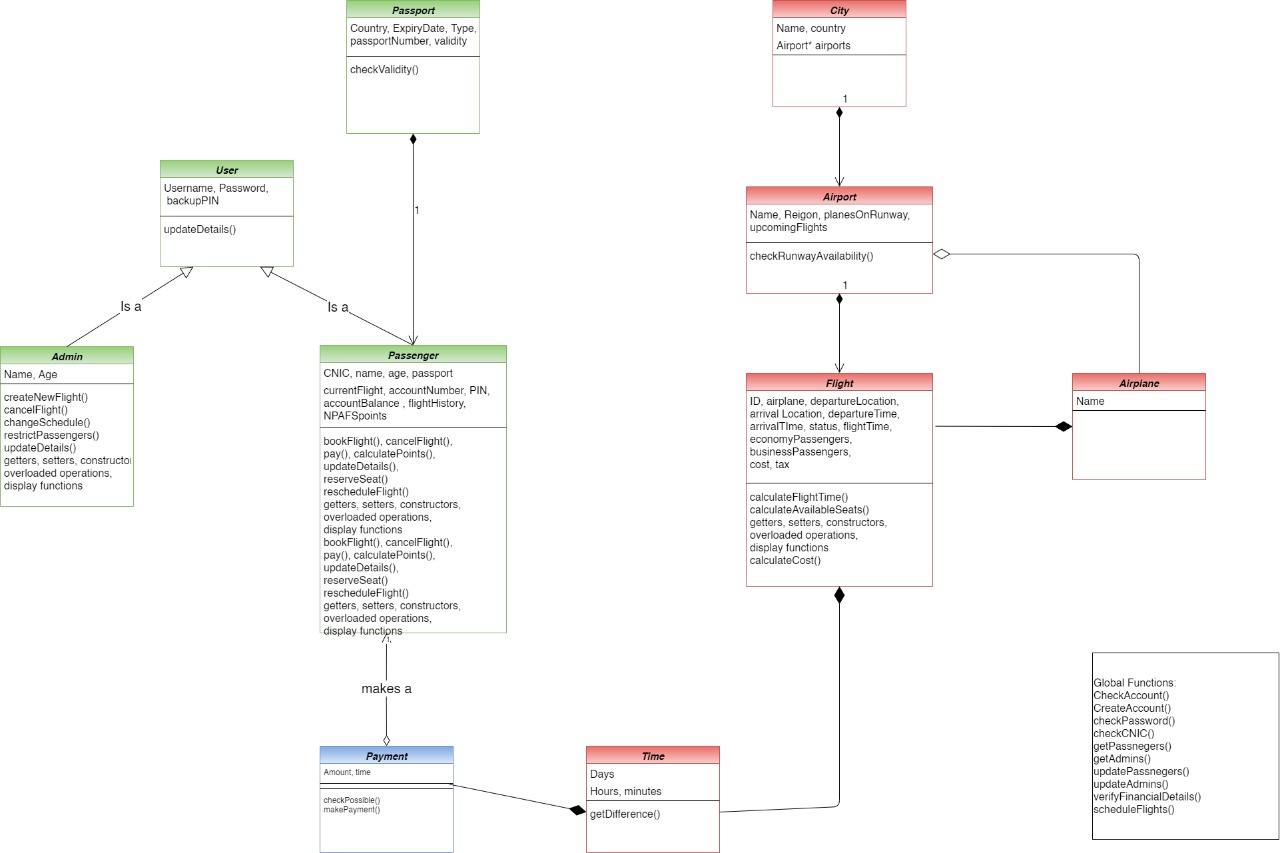 Passport
Country, ExpiryDate, Type,
passportNumber, validity
checkValidity()
City
Name, country
Airport* airports
1
User
Username, Password,
backupPIN
updateDetails()
1
Airport
Name, Reigon, planesOnRunway,
upcomingFlights
checkRunwayAvailability()
1
Is a
Is a
Admin
Name, Age
createNewFlight()
cancelFlight()
changeSchedule()
restrictPassengers()
updateDetails()
getters, setters, constructo
overloaded operations,
display functions
Passenger
CNIC, name, age, passport
currentFlight, accountNumber, PIN,
accountBalance , flightHistory,
NPAFSpoints
bookFlight(), cancelFlight(),
pay(), calculatePoints(),
updateDetails(),
reserveSeat()
rescheduleFlight()
getters, setters, constructors,
overloaded operations,
display functions
bookFlight(), cancelFlight(),
pay(), calculatePoints(),
updateDetails(),
reserveSeat()
rescheduleFlight()
getters, setters, constructors,
overloaded operations,
display functions
1
Flight
ID, airplane, departureLocation,
arrival Location, departureTime,
arrivalTIme, status, flightTime,
economyPassengers,
businessPassengers,
cost, tax
calculateFlightTime()
calculateAvailableSeats()
getters, setters, constructors,
overloaded operations,
display functions
calculateCost()
Airplane
Name
makes a
Payment
Amount, time
checkPossible()
makePayment()
Time
Days
Hours, minutes
getDifference()
Global Functions:
CheckAccount()
CreateAccount()
checkPassword()
checkCNIC()
getPassnegers()
getAdmins()
updatePassnegers()
updateAdmins()
verifyFinancialDetails()
scheduleFlights()